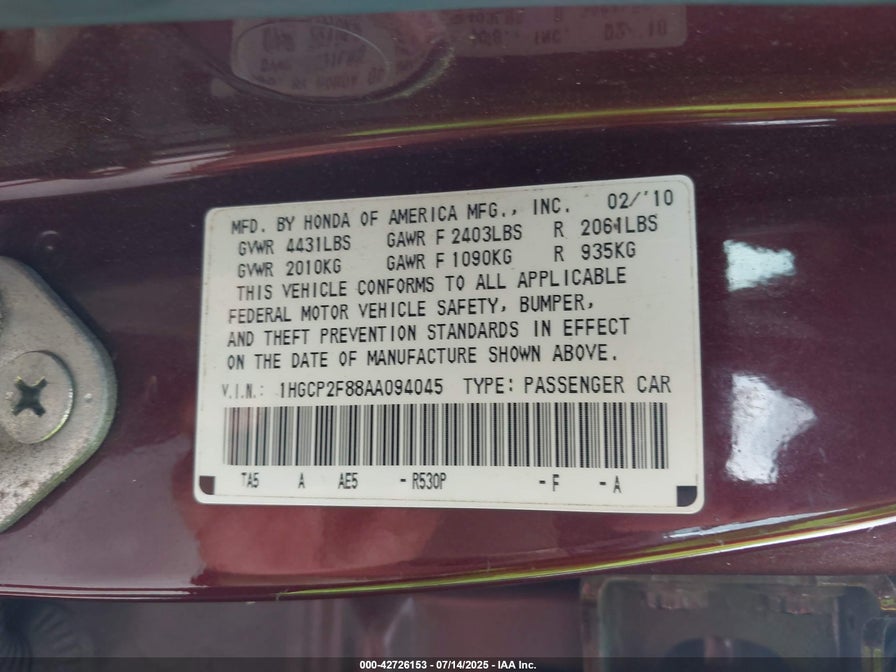 MFD. BY HONDA OF AMERICA MFG., INC. 02/'10
GVWR 4431LBS GAWR F 2403LBS R 2061LBS
GVWR 2010KG GAWR F 1090KG R 935KG
THIS VEHICLE CONFORMS TO ALL APPLICABLE
FEDERAL MOTOR VEHICLE SAFETY, BUMPER,
AND THEFT PREVENTION STANDARDS IN EFFECT
ON THE DATE OF MANUFACTURE SHOWN ABOVE.
V.I.N.: 1HGCP2F88AA094045 TYPE: PASSENGER CAR
TA5 A AE5 - R530P - F - A
000-42726153 - 07/14/2025 - IAA Inc.